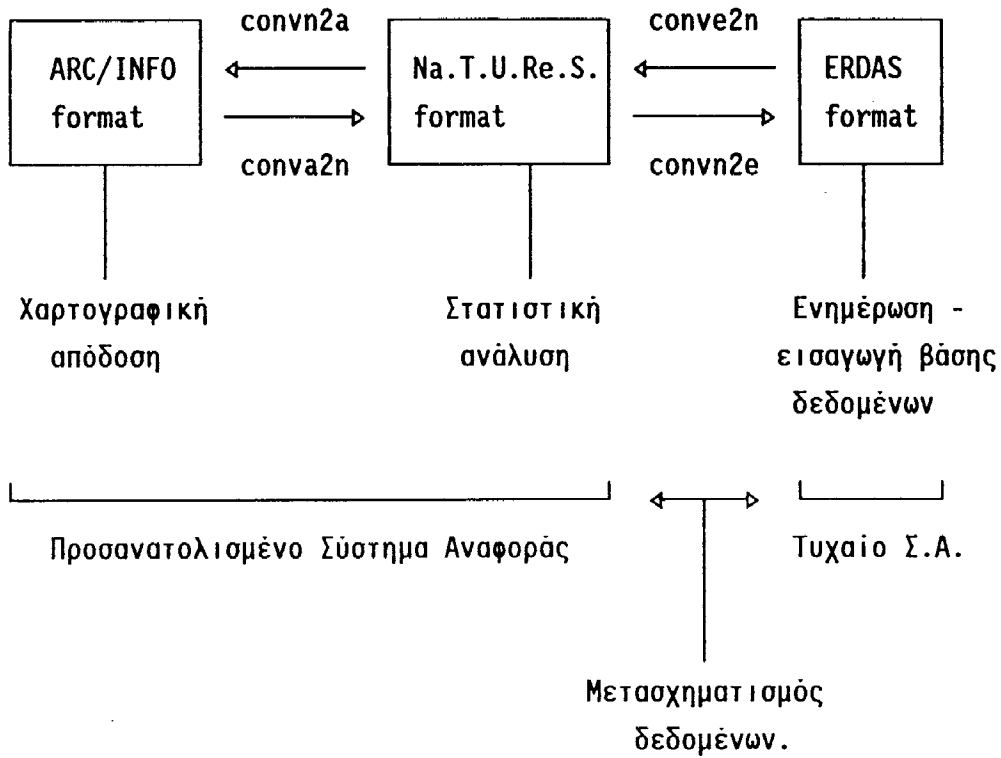 convn2a
conve2n
ARC/INFO
format
Na.T.U.Re.S.
format
ERDAS
format
conva2n
convn2e
Χαρτογραφική
απόδοση
Στατιστική
ανάλυση
Ενημέρωση -
εισαγωγή βάσης
δεδομένων
Προσανατολισμένο Σύστημα Αναφοράς
Τυχαίο Σ.Α.
Μετασχηματισμός
δεδομένων.